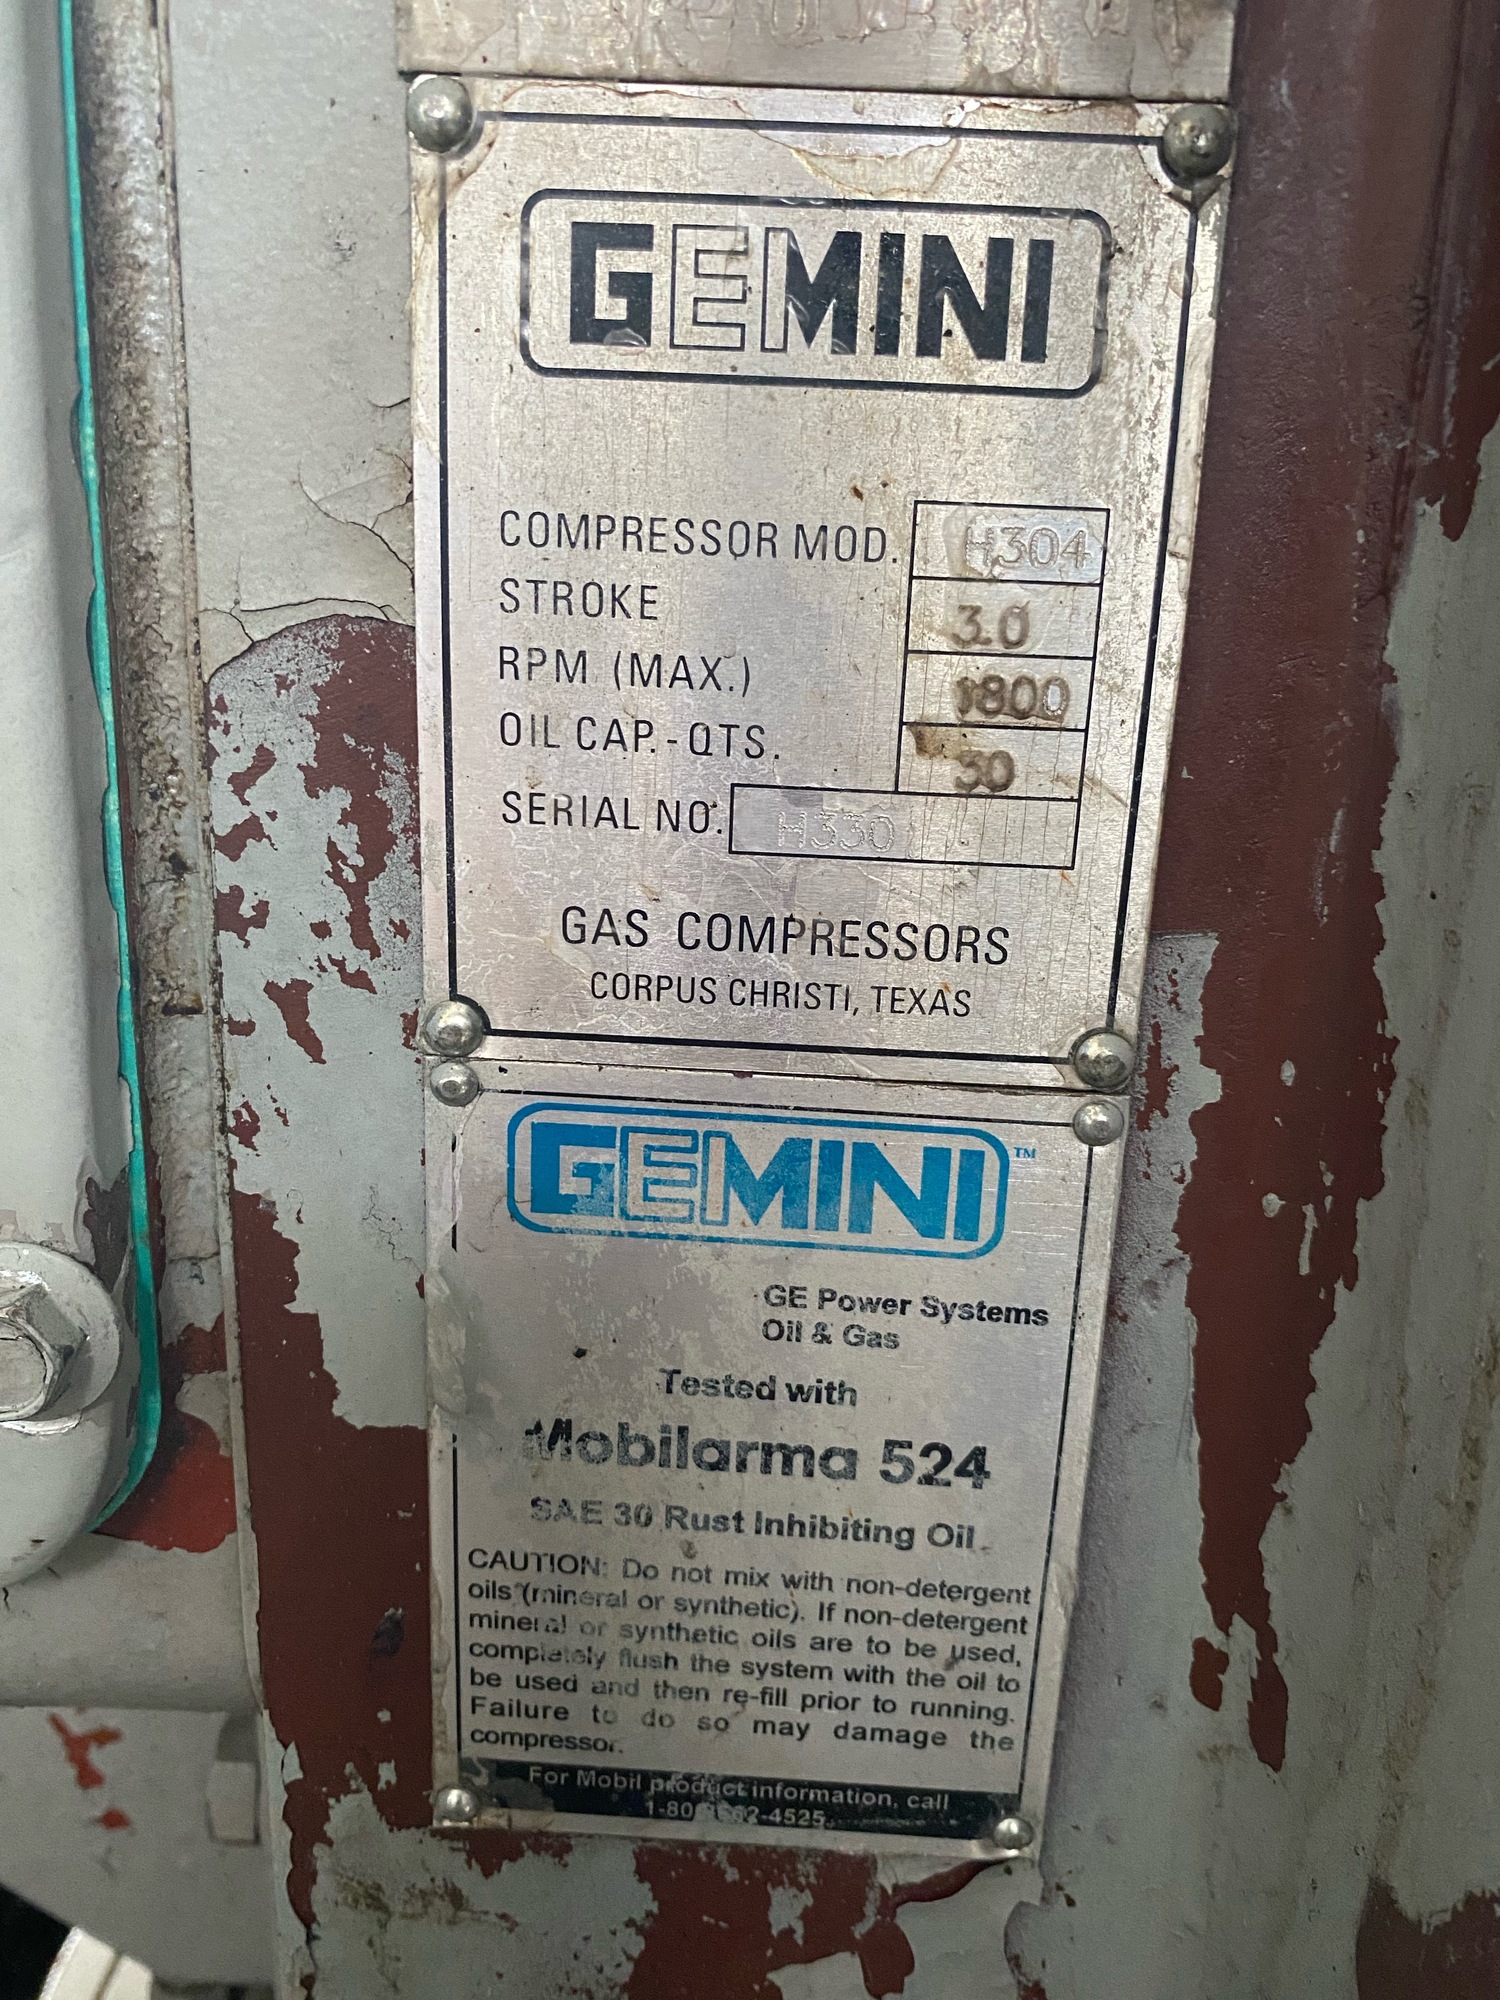 GEMINI
COMPRESSOR MOD. H304
STROKE 3.0
RPM (MAX.) 1800
OIL CAP.-QTS. 30
SERIAL NO. H330
GAS COMPRESSORS
CORPUS CHRISTI, TEXAS
GEMINI™
GE Power Systems
Oil & Gas
Tested with
Mobilarma 524
SAE 30 Rust Inhibiting Oil.
CAUTION: Do not mix with non-detergent
oils (mineral or synthetic). If non-detergent
mineral or synthetic oils are to be used,
completely flush the system with the oil to
be used and then re-fill prior to running.
Failure to do so may damage the
compressor.
For Mobil product information, call